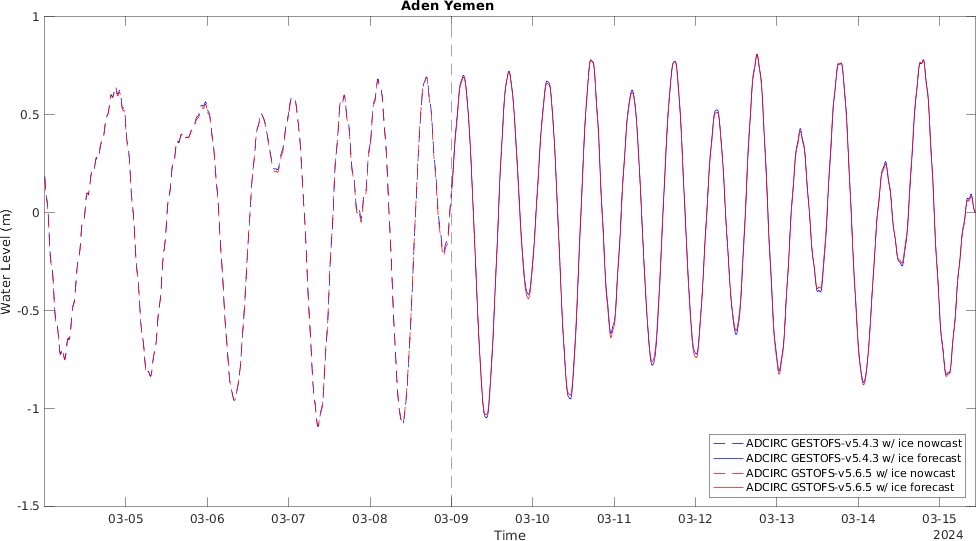 Aden Yemen
1
0.5
0
-0.5
-1
-1.5
Water Level (m)
03-05 03-06 03-07 03-08 03-09 03-10 03-11 03-12 03-13 03-14 03-15
Time
2024
ADCIRC GESTOFS-v5.4.3 w/ ice nowcast
ADCIRC GESTOFS-v5.4.3 w/ ice forecast
ADCIRC GSTOFS-v5.6.5 w/ ice nowcast
ADCIRC GSTOFS-v5.6.5 w/ ice forecast